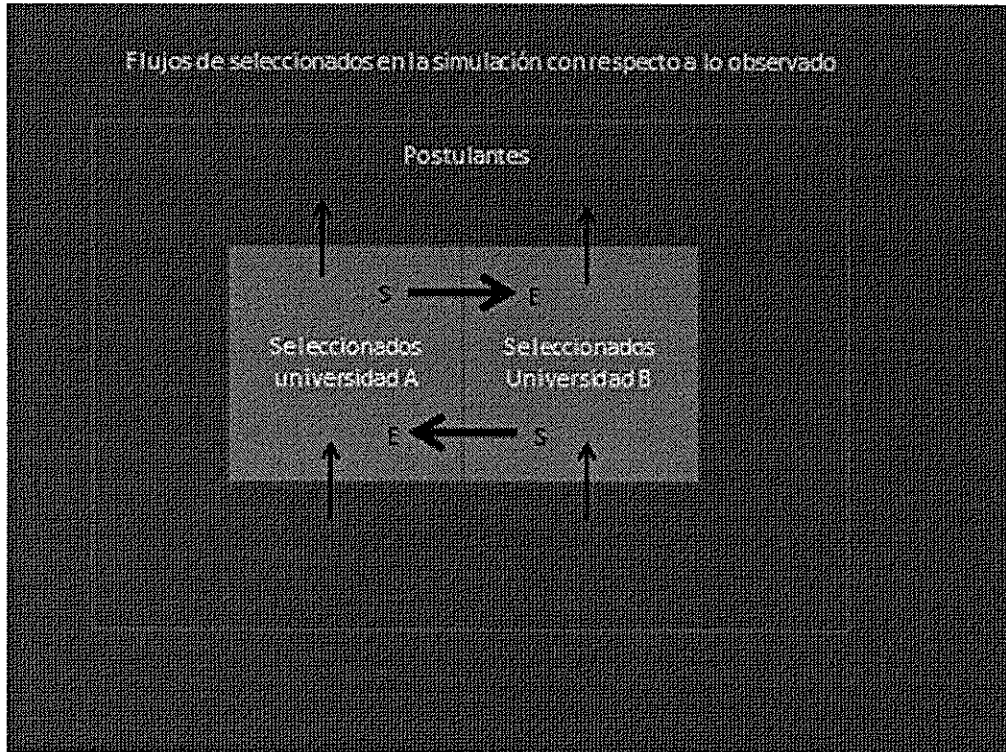 Flujos de seleccionados en la simulación con respecto a lo observado
Postulantes
S E
Seleccionados
universidad A
Seleccionados
Universidad B
E S